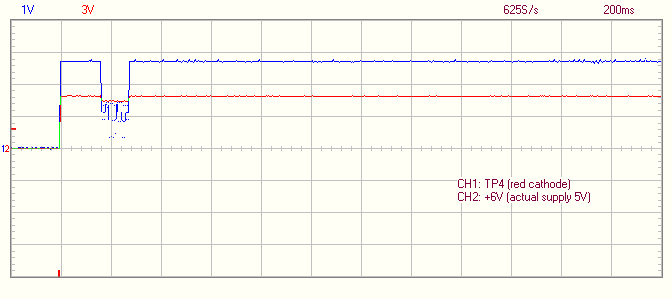 1V 3V 625S/s 200ms
12
CH1: TP4 (red cathode)
CH2: +6V (actual supply 5V)